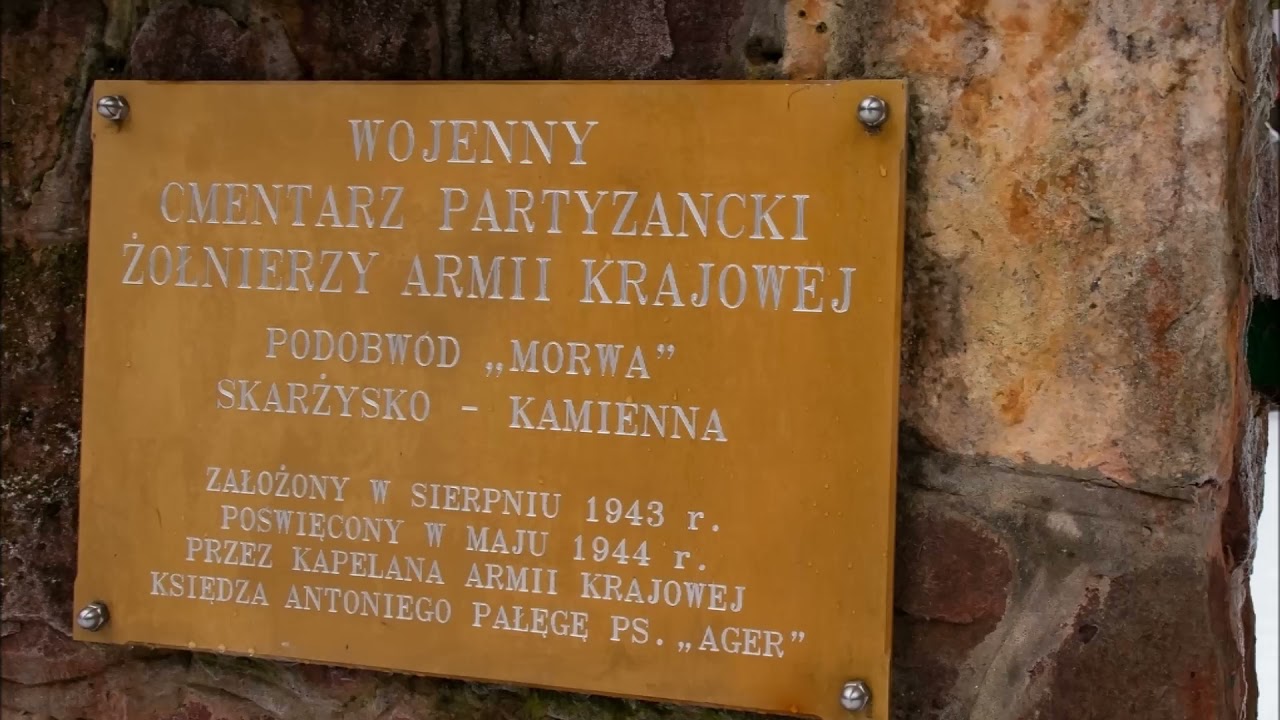 WOJENNY
CMENTARZ PARTYZANCKI
ŻOŁNIERZY ARMII KRAJOWEJ
PODOBWÓD „MORWA”
SKARŻYSKO - KAMIENNA
ZAŁOŻONY W SIERPNIU 1943 r.
POŚWIĘCONY W MAJU 1944 r.
PRZEZ KAPELANA ARMII KRAJOWEJ
KSIĘDZA ANTONIEGO PAŁĘGĘ PS. „AGER”